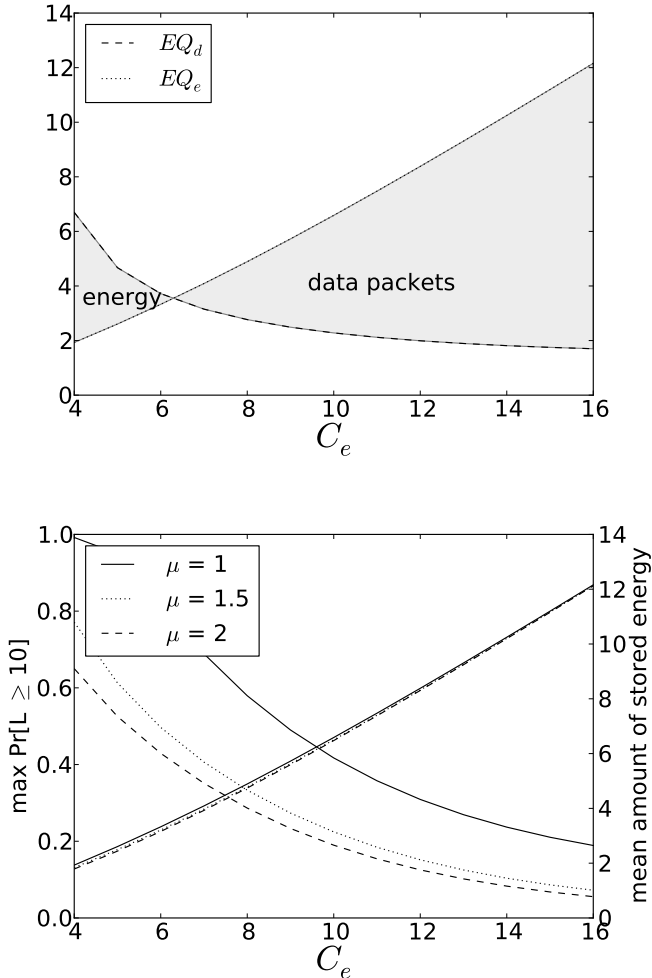 14
12
10
8
6
4
2
0
EQ_d
EQ_e
energy
data packets
4 6 8 10 12 14 16
C_e
1.0
0.8
0.6
0.4
0.2
0.0
max Pr[L ≥ 10]
μ = 1
μ = 1.5
μ = 2
14
12
10
8
6
4
2
0
mean amount of stored energy
4 6 8 10 12 14 16
C_e